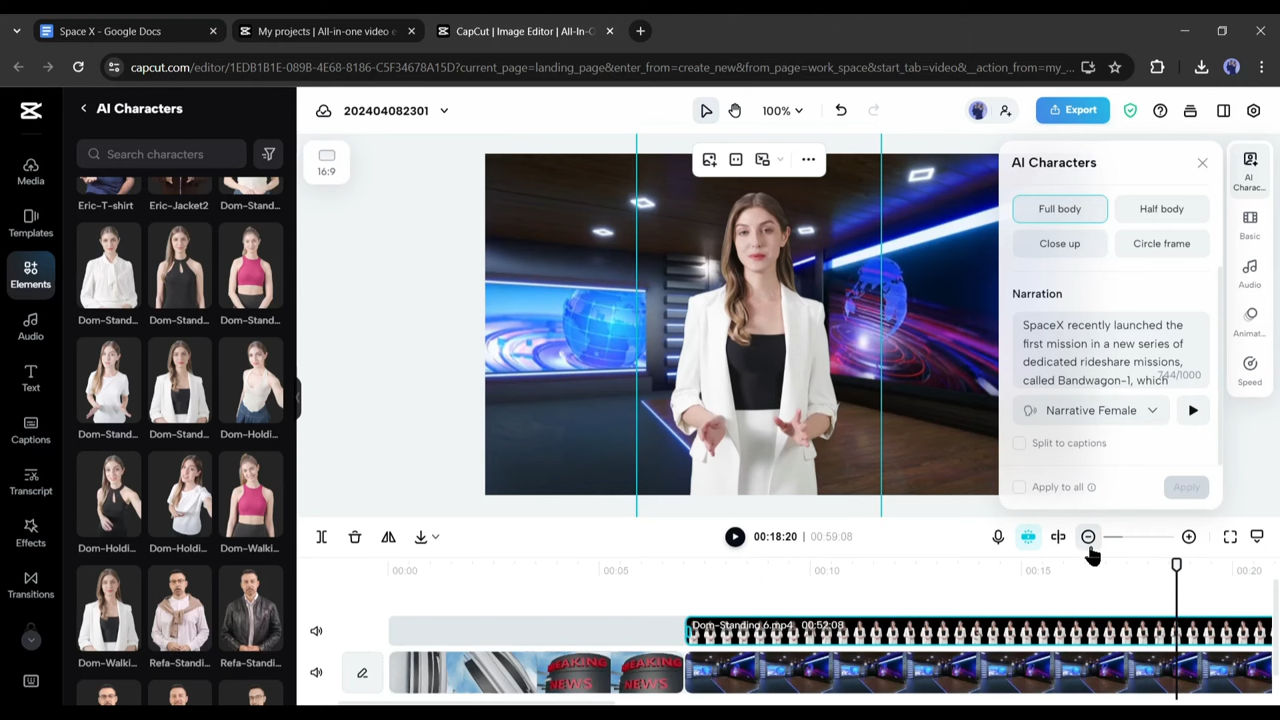 Space X - Google Docs
My projects | All-in-one video e
CapCut | Image Editor | All-In-O
capcut.com/editor/1EDB1B1E-089B-4E68-8186-C5F34678A15D?current_page=landing_page&enter_from=create_new&from_page=work_space&start_tab=video&__action_from=my_...
AI Characters
202404082301
100%
Export
Search characters
16:9
AI Characters
AI
Charac...
Media
Eric-T-shirt
Eric-Jacket2
Dom-Stand...
Full body
Half body
Templates
Basic
Close up
Circle frame
Elements
Audio
Narration
Dom-Stand...
Dom-Stand...
Dom-Stand...
Audio
SpaceX recently launched the
first mission in a new series of
dedicated rideshare missions,
called Bandwagon-1, which
744/1000
Animat...
Speed
Text
Narrative Female
Captions
Dom-Stand...
Dom-Stand...
Dom-Holdi...
Split to captions
Transcript
Apply to all
Apply
Effects
Dom-Holdi...
Dom-Holdi...
Dom-Walki...
00:18:20 | 00:59:08
00:00
00:05
00:10
00:15
00:20
Transitions
Dom-Standing 6.mp4 00:52:08
Dom-Walki...
Refa-Standi...
Refa-Standi...
BREAKING
NEWS
BREAKING
NEWS